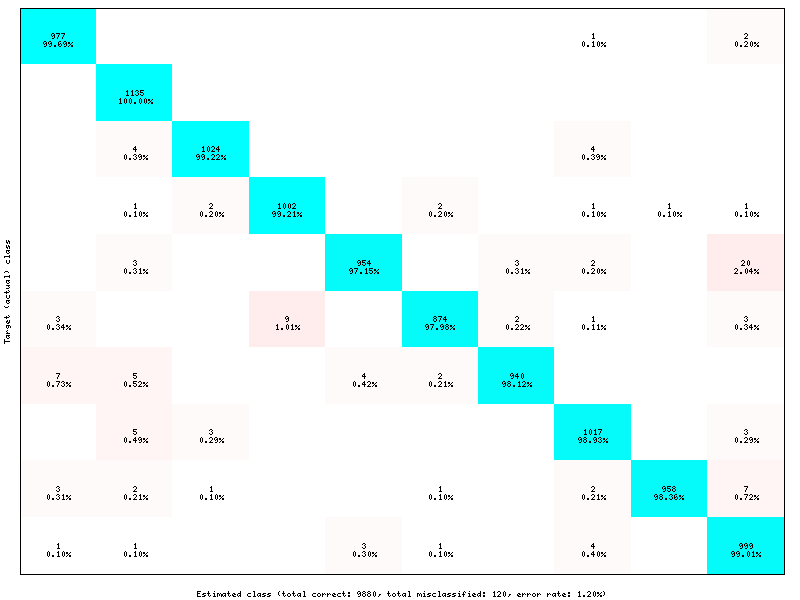 977 1 2
99.69% 0.10% 0.20%
1135
100.00%
4 1024 4
0.39% 99.22% 0.39%
1 2 1002 2 1 1 1
0.10% 0.20% 99.21% 0.20% 0.10% 0.10% 0.10%
3 954 3 2 20
0.31% 97.15% 0.31% 0.20% 2.04%
3 9 874 2 1 3
0.34% 1.01% 97.98% 0.22% 0.11% 0.34%
7 5 4 2 940
0.73% 0.52% 0.42% 0.21% 98.12%
5 3 1017 3
0.49% 0.29% 98.93% 0.29%
3 2 1 1 2 958 7
0.31% 0.21% 0.10% 0.10% 0.21% 98.36% 0.72%
1 1 3 1 4 999
0.10% 0.10% 0.30% 0.10% 0.40% 99.01%
Target (actual) class
Estimated class (total correct: 9880, total misclassified: 120, error rate: 1.20%)